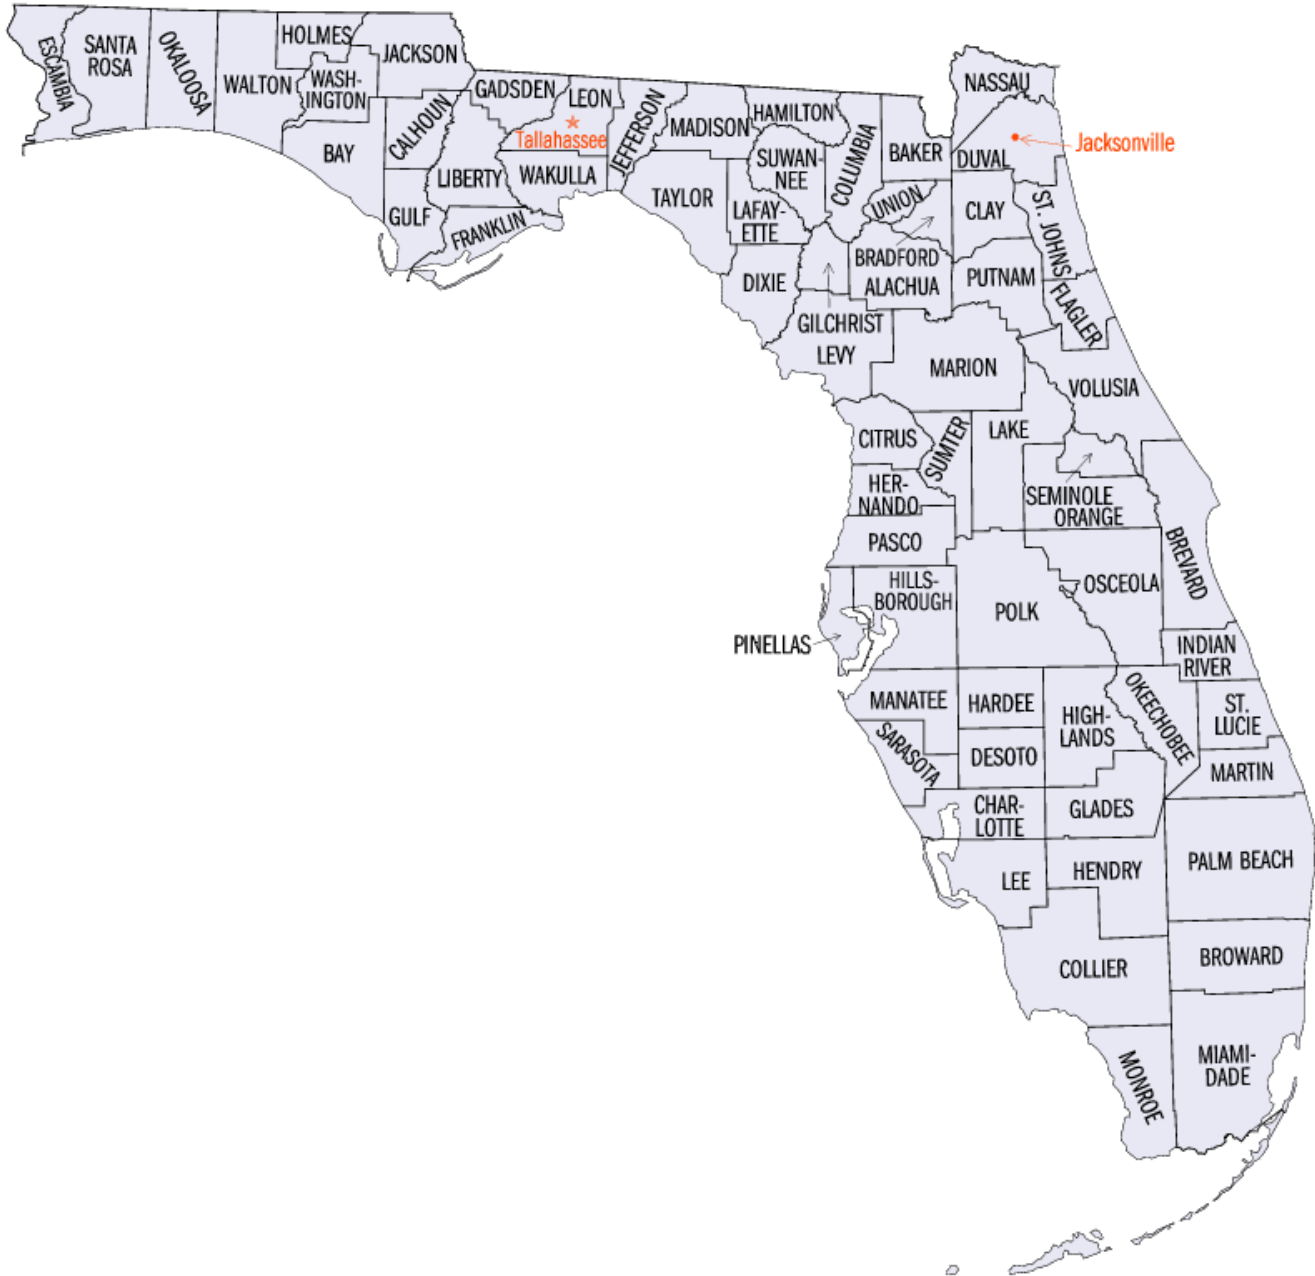 ESCAMBIA
SANTA
ROSA
OKALOOSA
WALTON
HOLMES
WASH-
INGTON
JACKSON
BAY
CALHOUN
GULF
LIBERTY
GADSDEN
LEON
Tallahassee
WAKULLA
FRANKLIN
JEFFERSON
MADISON
TAYLOR
HAMILTON
SUWAN-
NEE
LAFAY-
ETTE
DIXIE
COLUMBIA
BAKER
UNION
BRADFORD
ALACHUA
GILCHRIST
LEVY
NASSAU
DUVAL
Jacksonville
CLAY
ST. JOHNS
PUTNAM
FLAGLER
MARION
VOLUSIA
CITRUS
SUMTER
LAKE
HER-
NANDO
SEMINOLE
ORANGE
PASCO
BREVARD
HILLS-
BOROUGH
POLK
OSCEOLA
PINELLAS
INDIAN
RIVER
MANATEE
HARDEE
HIGH-
LANDS
OKEECHOBEE
ST.
LUCIE
SARASOTA
DESOTO
MARTIN
CHAR-
LOTTE
GLADES
LEE
HENDRY
PALM BEACH
COLLIER
BROWARD
MONROE
MIAMI-
DADE